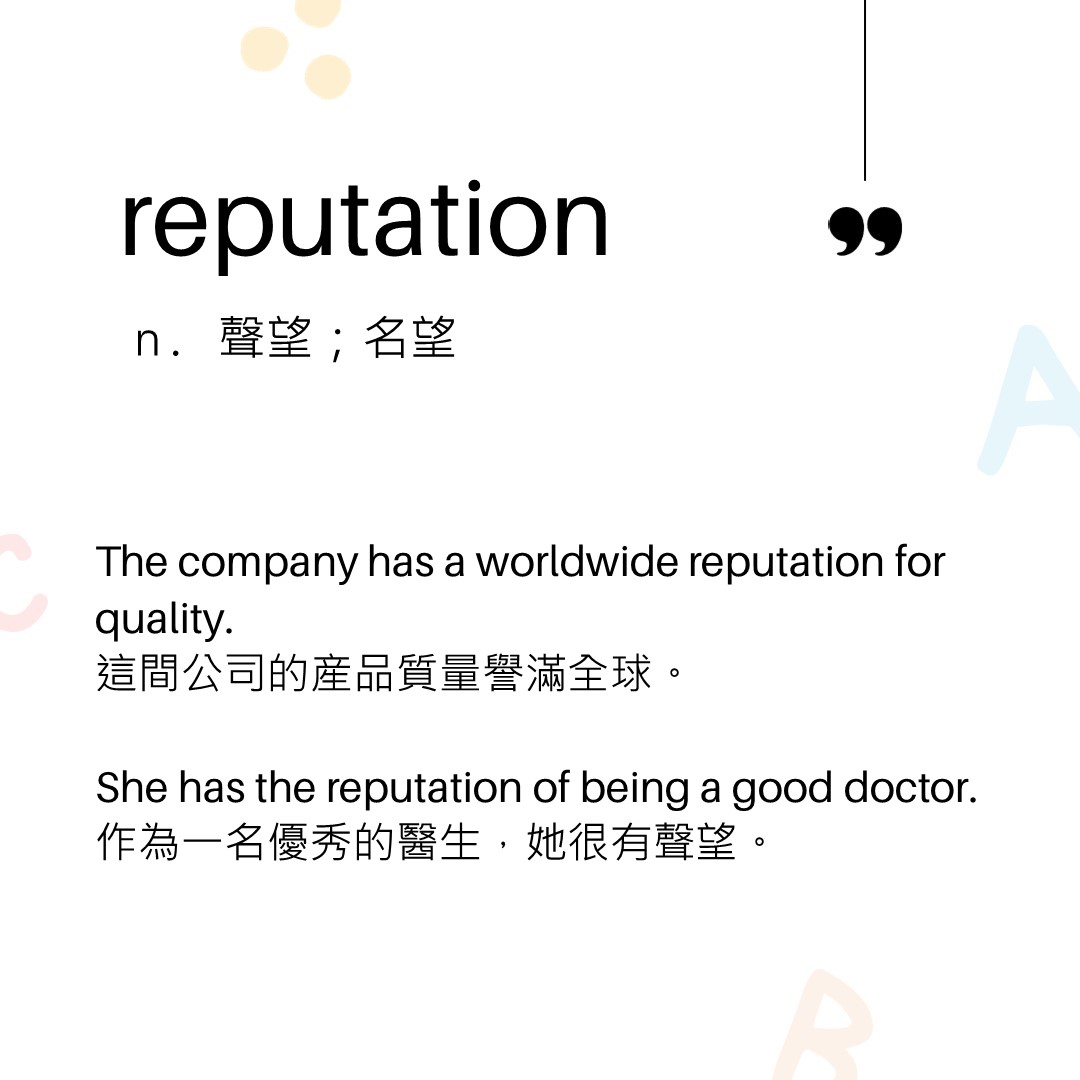 reputation
”
n. 聲望；名望
A
The company has a worldwide reputation for
quality.
C
這間公司的産品質量譽滿全球。
She has the reputation of being a good doctor.
作為一名優秀的醫生，她很有聲望。
B